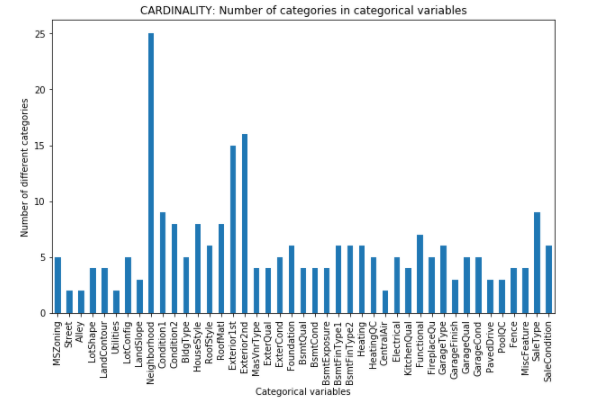 CARDINALITY: Number of categories in categorical variables
Number of different categories
25
20
15
10
5
0
MSZoning
Street
Alley
LotShape
LandContour
Utilities
LotConfig
LandSlope
Neighborhood
Condition1
Condition2
BldgType
HouseStyle
RoofStyle
RoofMatl
Exterior1st
Exterior2nd
MasVnrType
ExterQual
ExterCond
Foundation
BsmtQual
BsmtCond
BsmtExposure
BsmtFinType1
BsmtFinType2
Heating
HeatingQC
CentralAir
Electrical
KitchenQual
Functional
FireplaceQu
GarageType
GarageFinish
GarageQual
GarageCond
PavedDrive
PoolQC
Fence
MiscFeature
SaleType
SaleCondition
Categorical variables